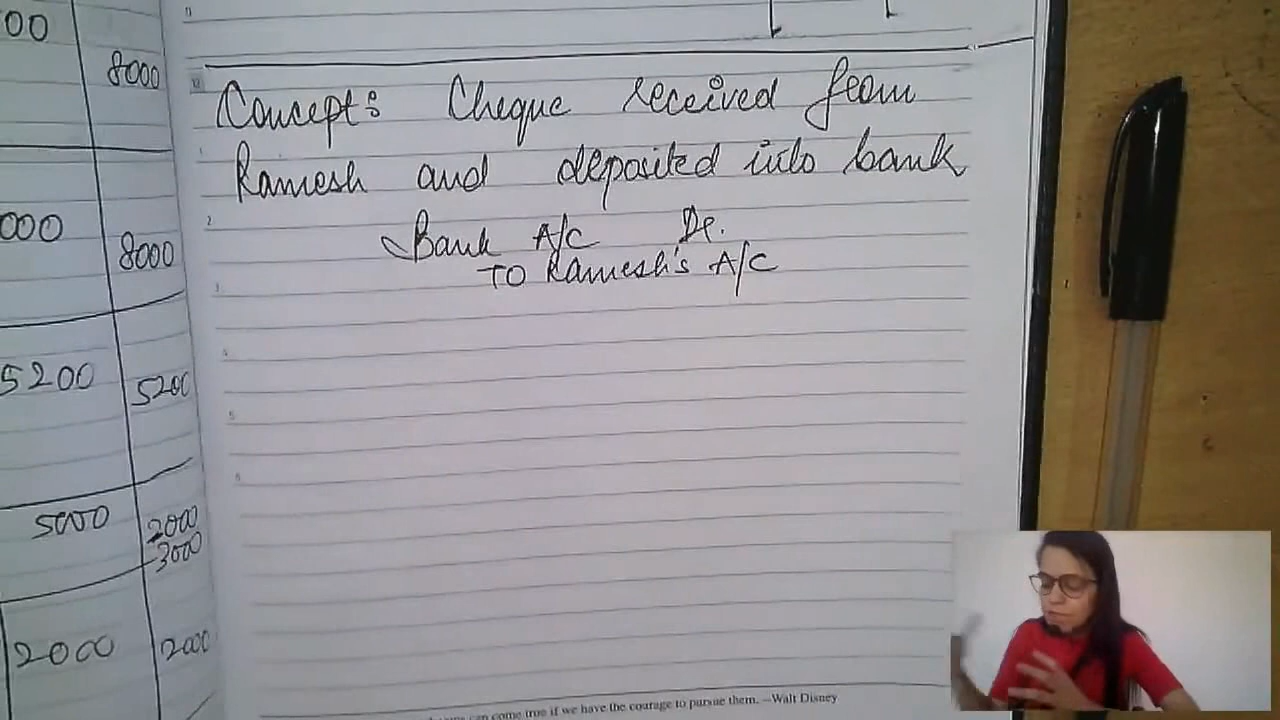 00
8000
000
8000
5200
5200
5000
2000
3000
2000
2000
Concept: Cheque received from
Ramesh and deposited into bank
Bank A/C Dr.
To Ramesh's A/C
can come true if we have the courage to pursue them. —Walt Disney